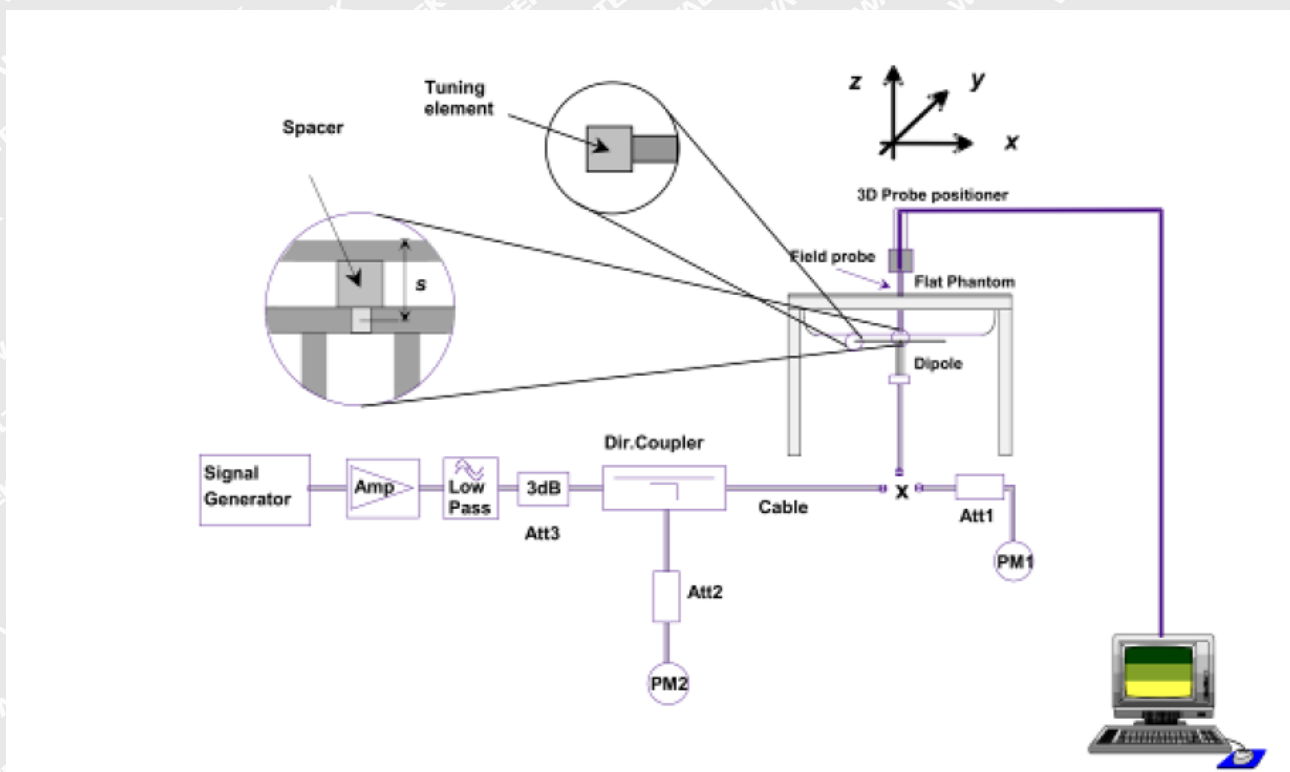 Tuning
element
Spacer
z
y
x
3D Probe positioner
Field probe
s
Flat Phantom
Dipole
Dir.Coupler
Signal
Generator
Amp
Low
Pass
3dB
Att3
Cable
x
Att1
PM1
Att2
PM2